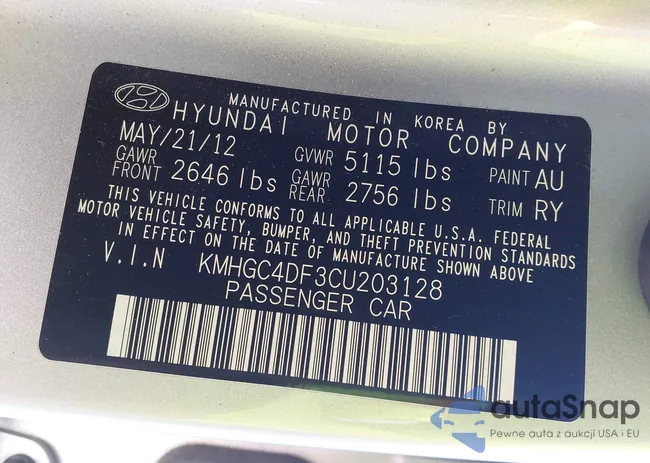 MANUFACTURED IN KOREA BY
HYUNDAI MOTOR COMPANY
MAY/21/12 GVWR 5115 lbs PAINT AU
GAWR FRONT 2646 lbs GAWR REAR 2756 lbs TRIM RY
THIS VEHICLE CONFORMS TO ALL APPLICABLE U.S.A. FEDERAL
MOTOR VEHICLE SAFETY, BUMPER, AND THEFT PREVENTION STANDARDS
IN EFFECT ON THE DATE OF MANUFACTURE SHOWN ABOVE
V.I.N KMHGC4DF3CU203128
PASSENGER CAR
autaSnap
Pewne auta z aukcji USA i EU